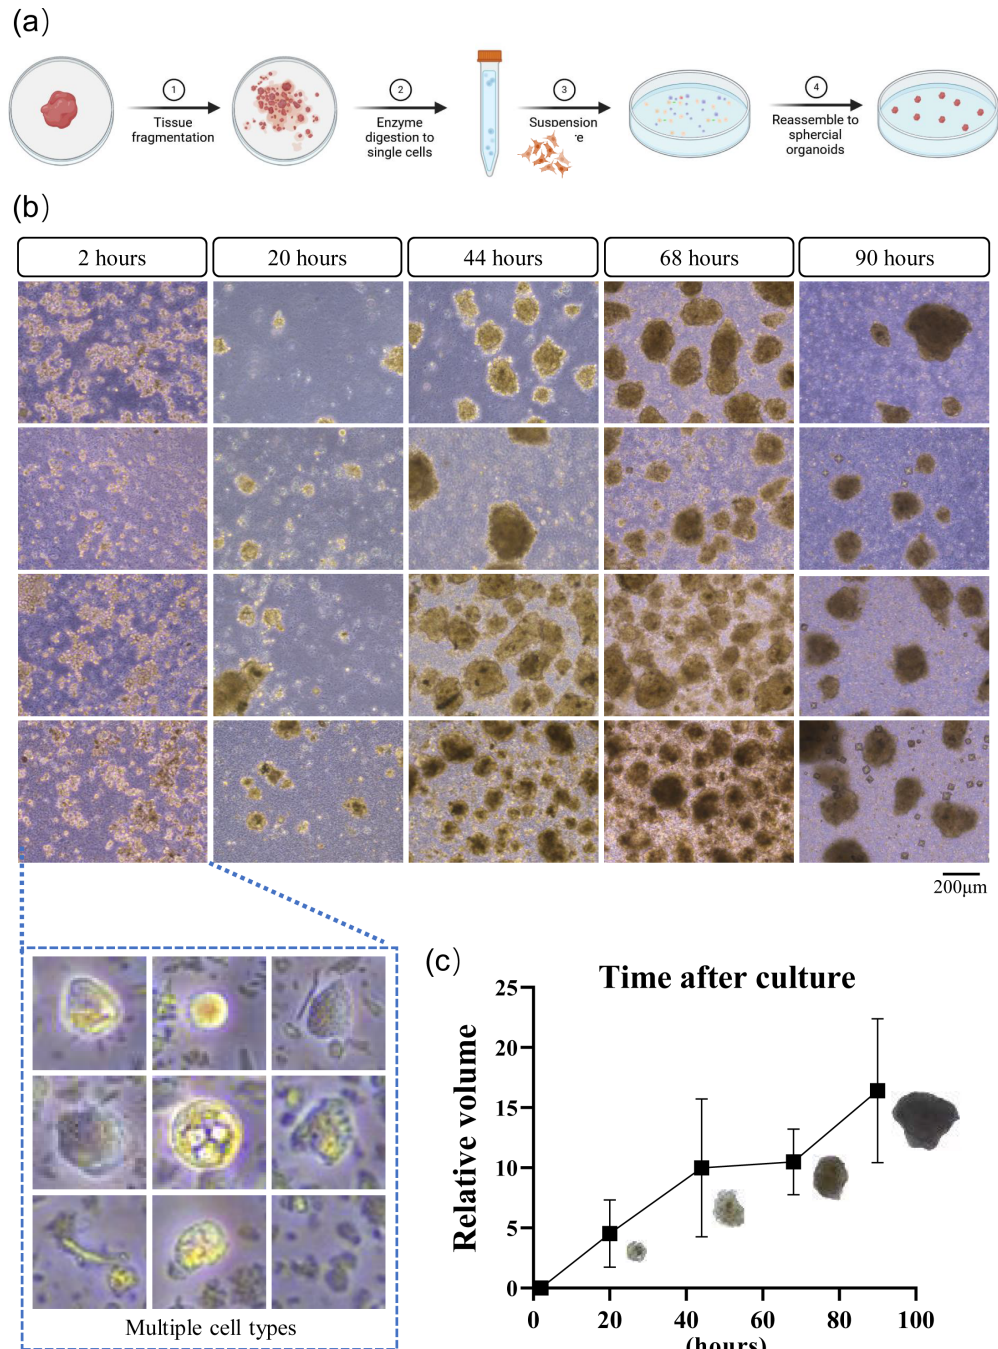 (a)
1
Tissue
fragmentation
2
Enzyme
digestion to
single cells
3
Suspension
re
4
Reassemble to
sphercial
organoids
(b)
2 hours
20 hours
44 hours
68 hours
90 hours
200μm
Multiple cell types
(c)
Time after culture
Relative volume
25
20
15
10
5
0
0 20 40 60 80 100
(hours)